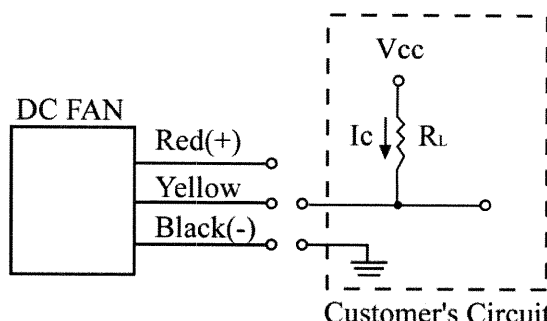 Vcc
DC FAN
Ic RL
Red(+)
Yellow
Black(-)
Customer's Circuit